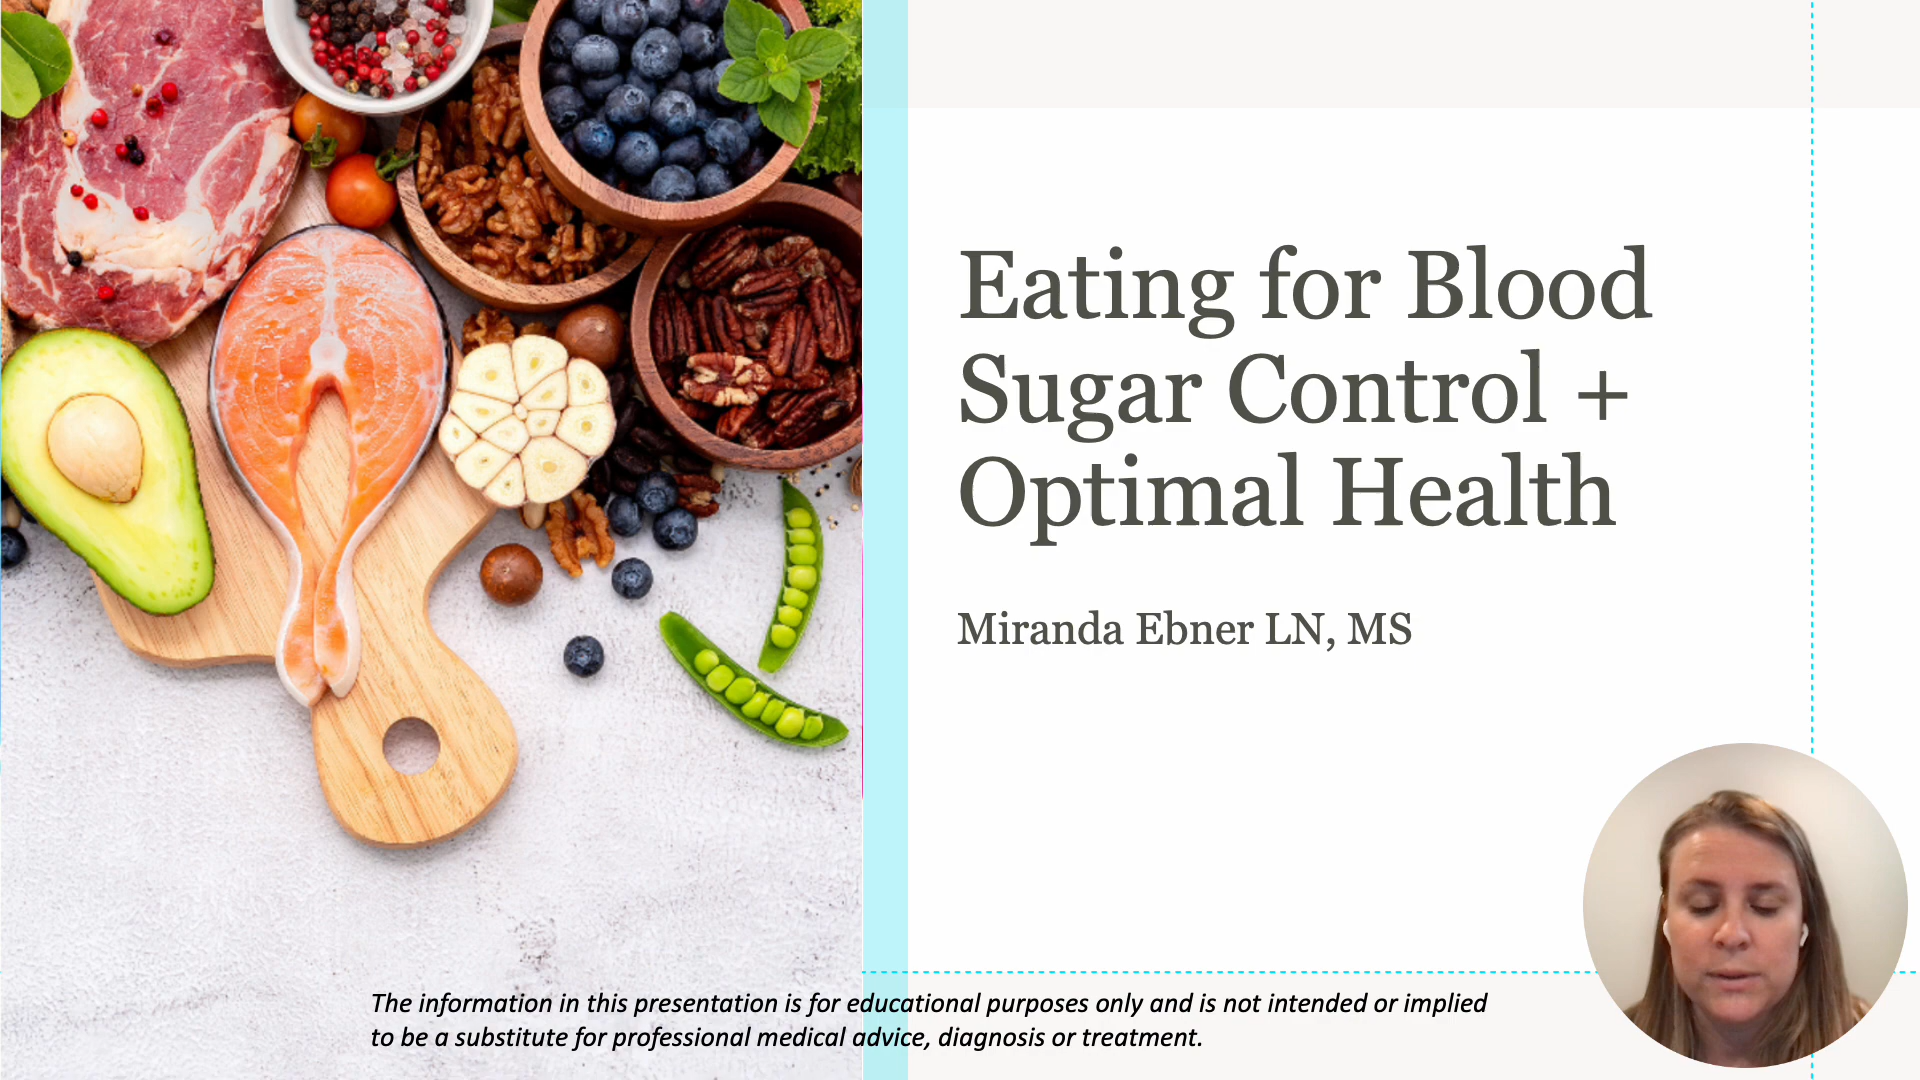 Eating for Blood
Sugar Control +
Optimal Health
Miranda Ebner LN, MS
The information in this presentation is for educational purposes only and is not intended or implied
to be a substitute for professional medical advice, diagnosis or treatment.